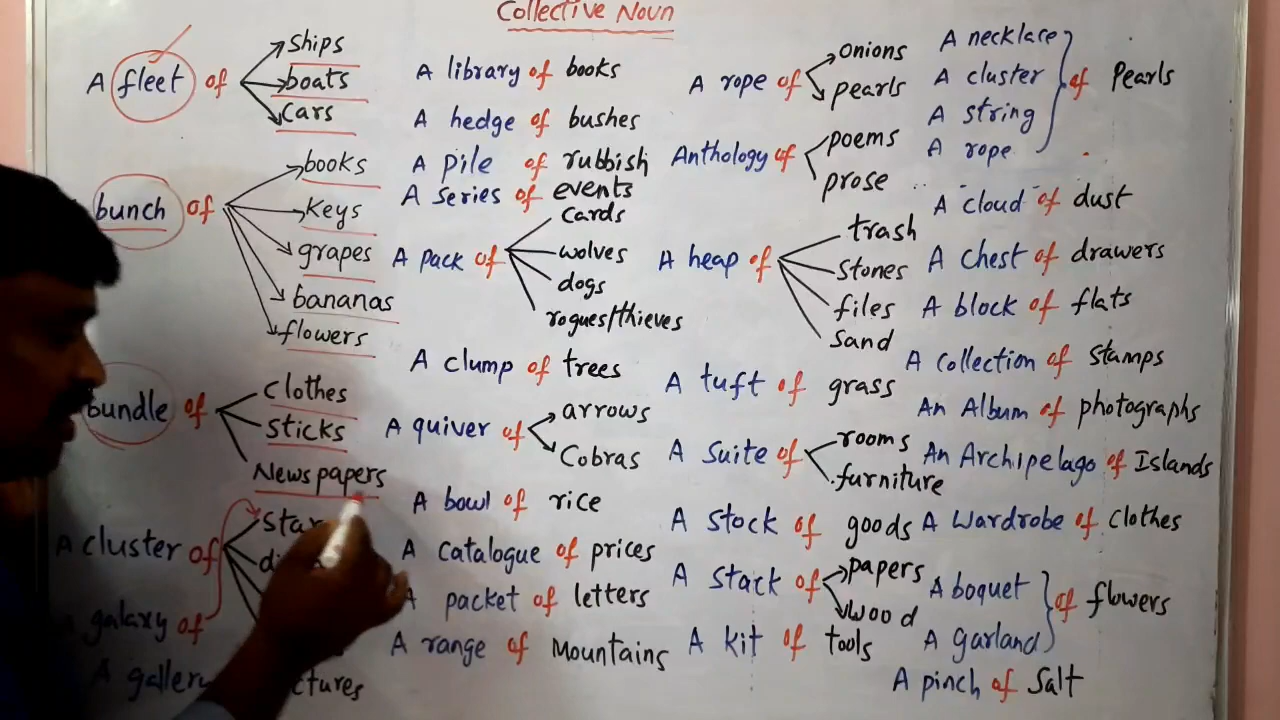 Collective Noun
A fleet of
ships
boats
cars
bunch of
books
keys
grapes
bananas
flowers
bundle of
clothes
sticks
Newspapers
A cluster of
galaxy of
A gallery
A library of books
A hedge of bushes
A pile of rubbish
A series of events
A pack of
cards
wolves
dogs
rogues/thieves
A clump of trees
A quiver of
arrows
Cobras
A bowl of rice
A catalogue of prices
A packet of letters
A range of Mountains
A rope of
onions
pearls
Anthology of
poems
prose
A heap of
trash
stones
files
sand
A tuft of grass
A suite of
rooms
furniture
A stock of goods
A stack of
papers
wood
A kit of tools
A necklace
A cluster
A string
A rope
of Pearls
A cloud of dust
A chest of drawers
A block of flats
A collection of stamps
An Album of photographs
An Archipelago of Islands
A Wardrobe of clothes
A boquet
A garland
of flowers
A pinch of salt